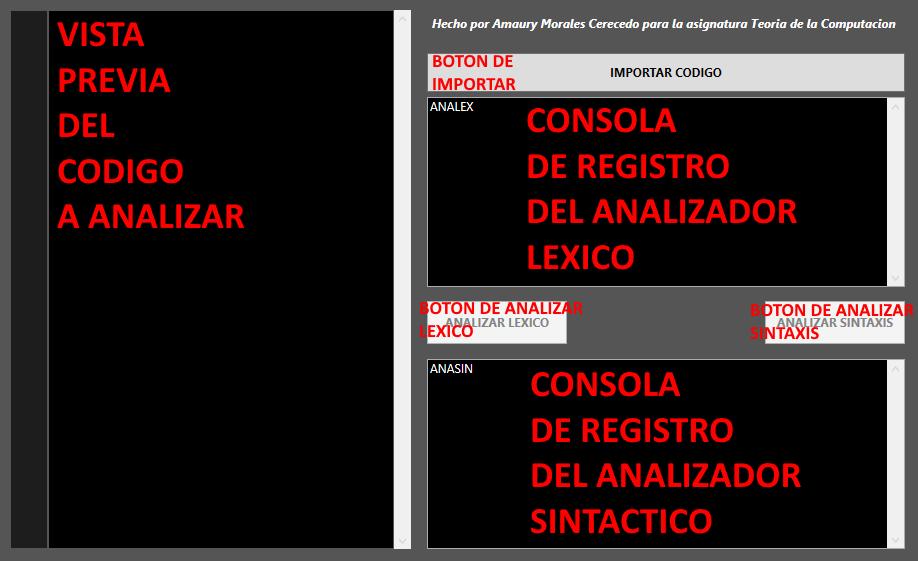 VISTA
PREVIA
DEL
CODIGO
A ANALIZAR
Hecho por Amaury Morales Cerecedo para la asignatura Teoria de la Computacion
BOTON DE
IMPORTAR
IMPORTAR CODIGO
ANALEX
CONSOLA
DE REGISTRO
DEL ANALIZADOR
LEXICO
BOTON DE ANALIZAR
LEXICO
ANALIZAR LEXICO
BOTON DE ANALIZAR
SINTAXIS
ANALIZAR SINTAXIS
ANASIN
CONSOLA
DE REGISTRO
DEL ANALIZADOR
SINTACTICO